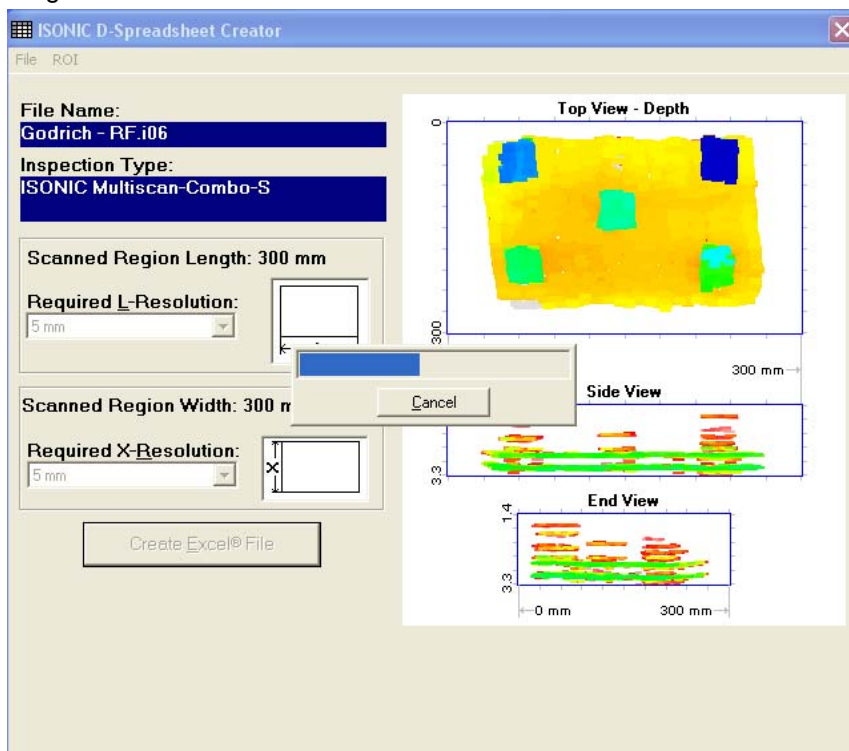 ISONIC D-Spreadsheet Creator
File ROI
File Name:
Godrich - RF.i06
Inspection Type:
ISONIC Multiscan-Combo-S
Scanned Region Length: 300 mm
Required L-Resolution:
5 mm
Scanned Region Width: 300 m
Required X-Resolution:
5 mm
X
Create Excel® File
Cancel
Top View - Depth
0
300
300 mm
Side View
3.3
End View
1.4
3.3
0 mm
300 mm